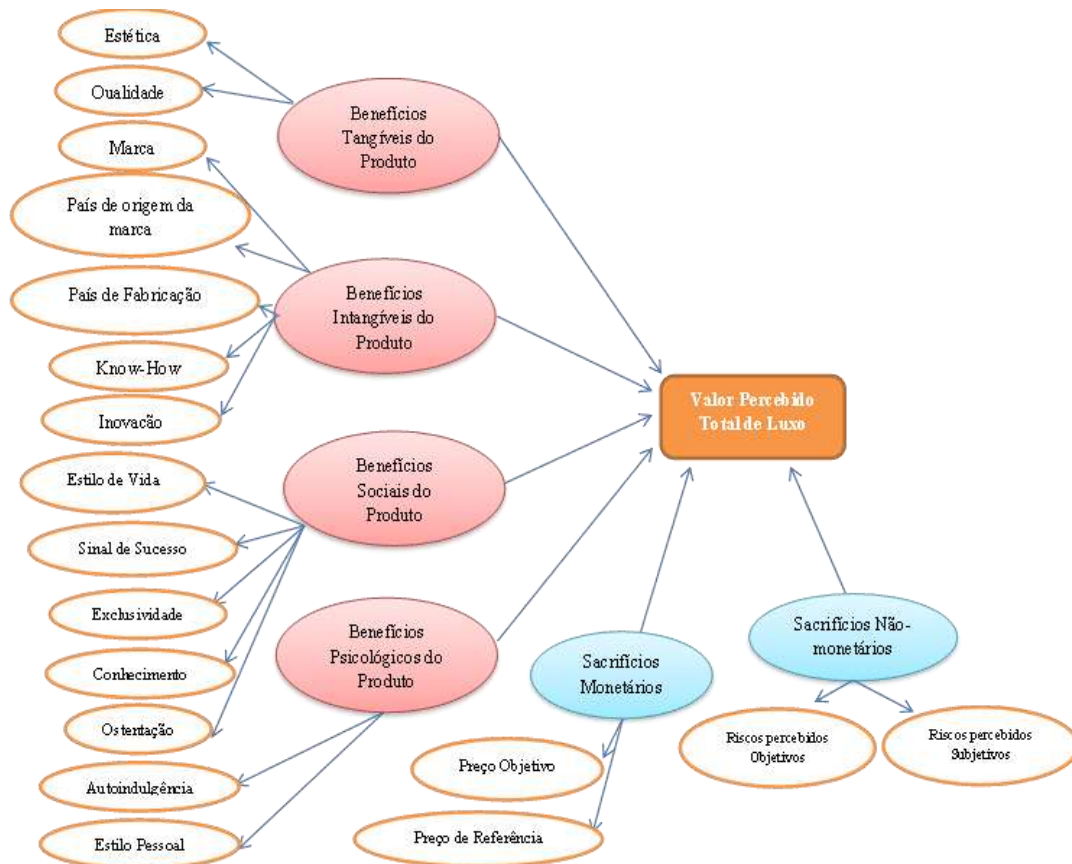 Estética
Oualidade
Marca
País de origem da
marca
País de Fabricação
Know-How
Inovacão
Estilo de Vida
Sinal de Sucesso
Exclusividade
Conhecimento
Ostentação
Autoindulgência
Estilo Pessoal
Benefícios
Tangíveis do
Produto
Benefícios
Intangíveis do
Produto
Benefícios
Sociais do
Produto
Benefícios
Psicológicos do
Produto
Valor Percebido
Total de Luxo
Sacrifícios
Monetários
Sacrifícios Não-
monetários
Preço Objetivo
Preço de Referência
Riscos percebidos
Objetivos
Riscos percebidos
Subjetivos